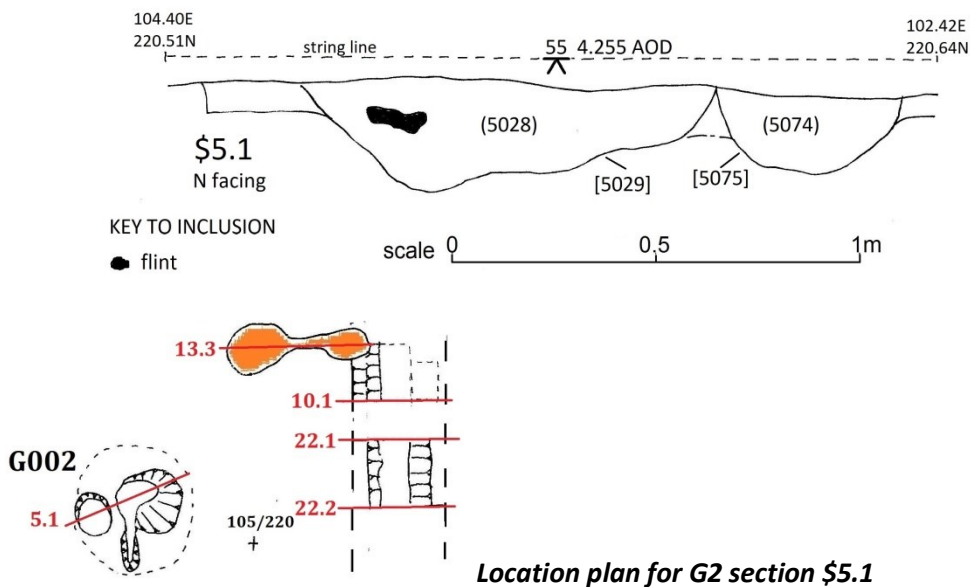 104.40E
220.51N
string line
55 4.255 AOD
102.42E
220.64N
(5028)
(5074)
$5.1
N facing
[5029]
[5075]
KEY TO INCLUSION
flint
scale 0 0.5 1m
13.3
10.1
22.1
G002
5.1
22.2
105/220
Location plan for G2 section $5.1